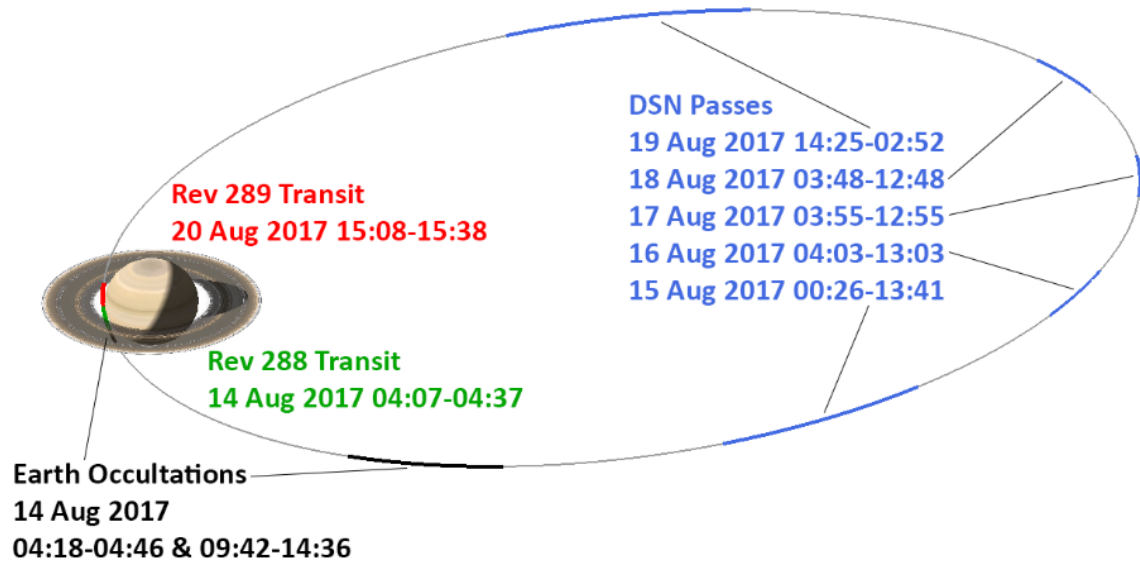 DSN Passes
19 Aug 2017 14:25-02:52
18 Aug 2017 03:48-12:48
17 Aug 2017 03:55-12:55
16 Aug 2017 04:03-13:03
15 Aug 2017 00:26-13:41
Rev 289 Transit
20 Aug 2017 15:08-15:38
Rev 288 Transit
14 Aug 2017 04:07-04:37
Earth Occultations
14 Aug 2017
04:18-04:46 & 09:42-14:36